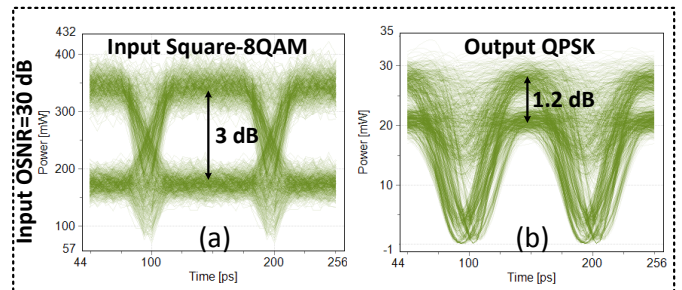 Input OSNR=30 dB
Input Square-8QAM
432
400
300
200
100
57
Power [mW]
3 dB
(a)
44
100
200
256
Time [ps]
Output QPSK
35
30
20
10
-1
Power [mW]
1.2 dB
(b)
44
100
200
256
Time [ps]